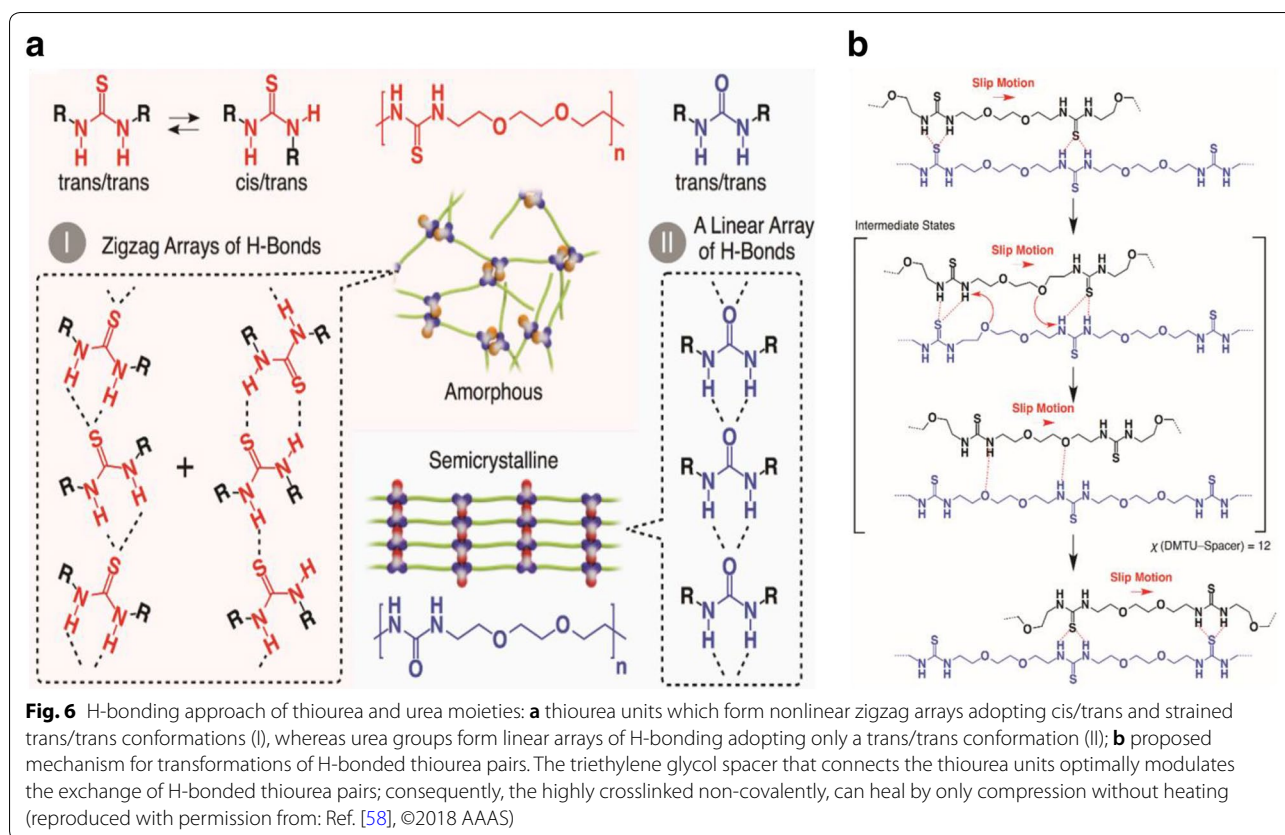 a
S
R
R
N
N
H
H
trans/trans
S
H
R
N
N
H
R
cis/trans
H
H
N
N
S
O
O
n
O
R
R
N
N
H
H
trans/trans
I
Zigzag Arrays of H-Bonds
II
A Linear Array
of H-Bonds
Amorphous
+
Semicrystalline
H
H
N
N
O
O
O
n
b
Slip Motion
Intermediate States
Slip Motion
Slip Motion
χ (DMTU–Spacer) = 12
Slip Motion
Fig. 6 H-bonding approach of thiourea and urea moieties: a thiourea units which form nonlinear zigzag arrays adopting cis/trans and strained
trans/trans conformations (I), whereas urea groups form linear arrays of H-bonding adopting only a trans/trans conformation (II); b proposed
mechanism for transformations of H-bonded thiourea pairs. The triethylene glycol spacer that connects the thiourea units optimally modulates
the exchange of H-bonded thiourea pairs; consequently, the highly crosslinked non-covalently, can heal by only compression without heating
(reproduced with permission from: Ref. [58], ©2018 AAAS)